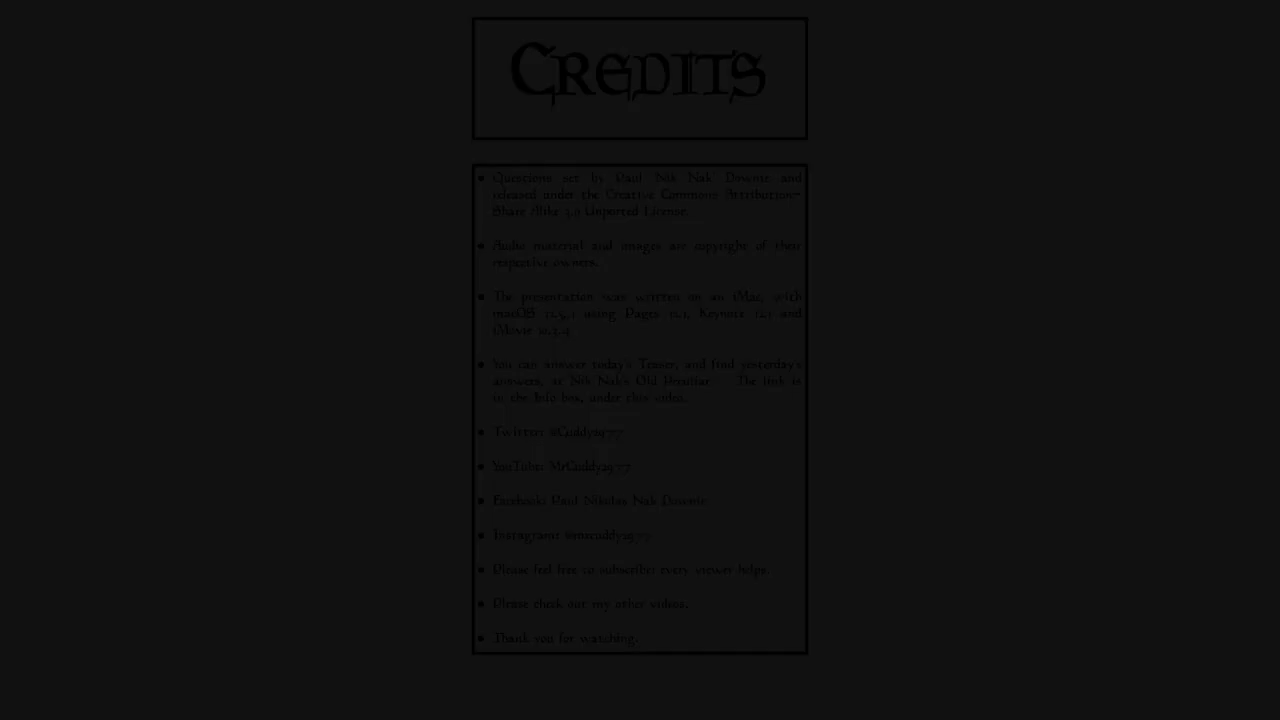 Credits
• Questions set by Paul Nik Nak Downie and
released under the Creative Commons Attribution-
Share Alike 3.0 Unported License.
• Audio material and images are copyright of their
respective owners.
• The presentation was written on an iMac, with
macOS using Pages 12.1, Keynote 12.1 and
iMovie 10.3.4
• You can answer today's Teaser, and find yesterday's
answers, at Nik Nak's Old Peculiar The link is
in the Info box, under this video.
• Twitter: @Cuddy2977
• YouTube: MrCuddy2977
• Facebook: Paul Nikolas Nak Downie
• Instagram: @mrcuddy2977
• Please feel free to subscribe: every viewer helps.
• Please check out my other videos.
• Thank you for watching.